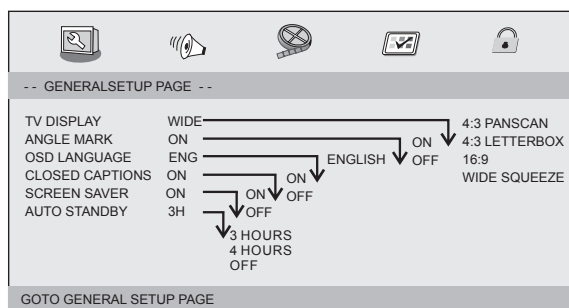 - - GENERALSETUP PAGE - -
TV DISPLAY WIDE 4:3 PANSCAN
ANGLE MARK ON ON 4:3 LETTERBOX
OSD LANGUAGE ENG ENGLISH OFF 16:9
CLOSED CAPTIONS ON ON WIDE SQUEEZE
SCREEN SAVER ON ON OFF
AUTO STANDBY 3H OFF
3 HOURS
4 HOURS
OFF
GOTO GENERAL SETUP PAGE